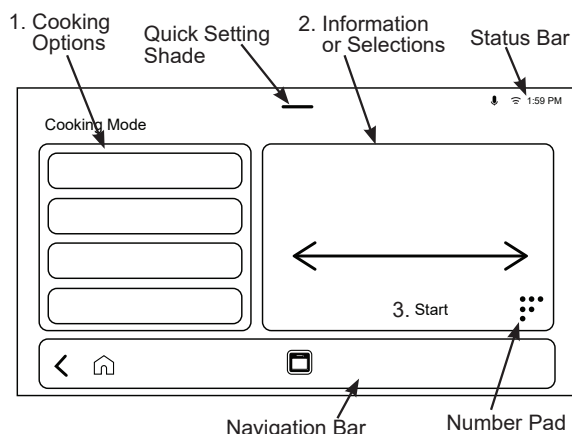 1. Cooking
Options
Quick Setting
Shade
2. Information
or Selections
Status Bar
1:59 PM
Cooking Mode
3. Start
Navigation Bar
Number Pad